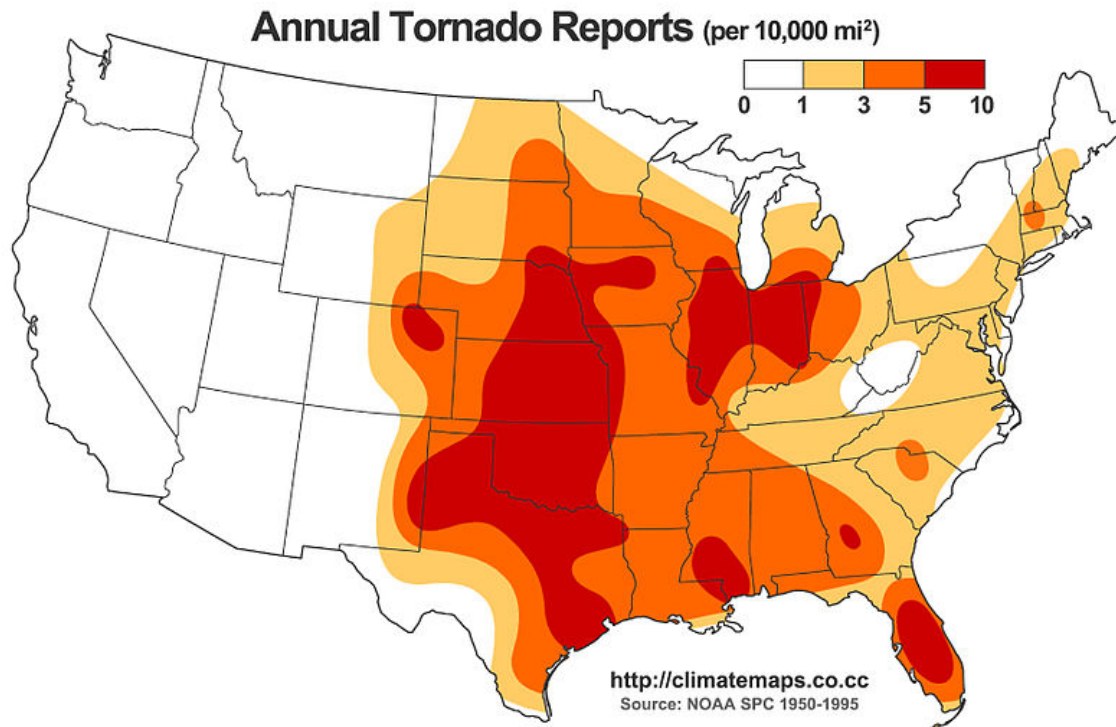 Annual Tornado Reports (per 10,000 mi²)
0 1 3 5 10
http://climatemaps.co.cc
Source: NOAA SPC 1950-1995